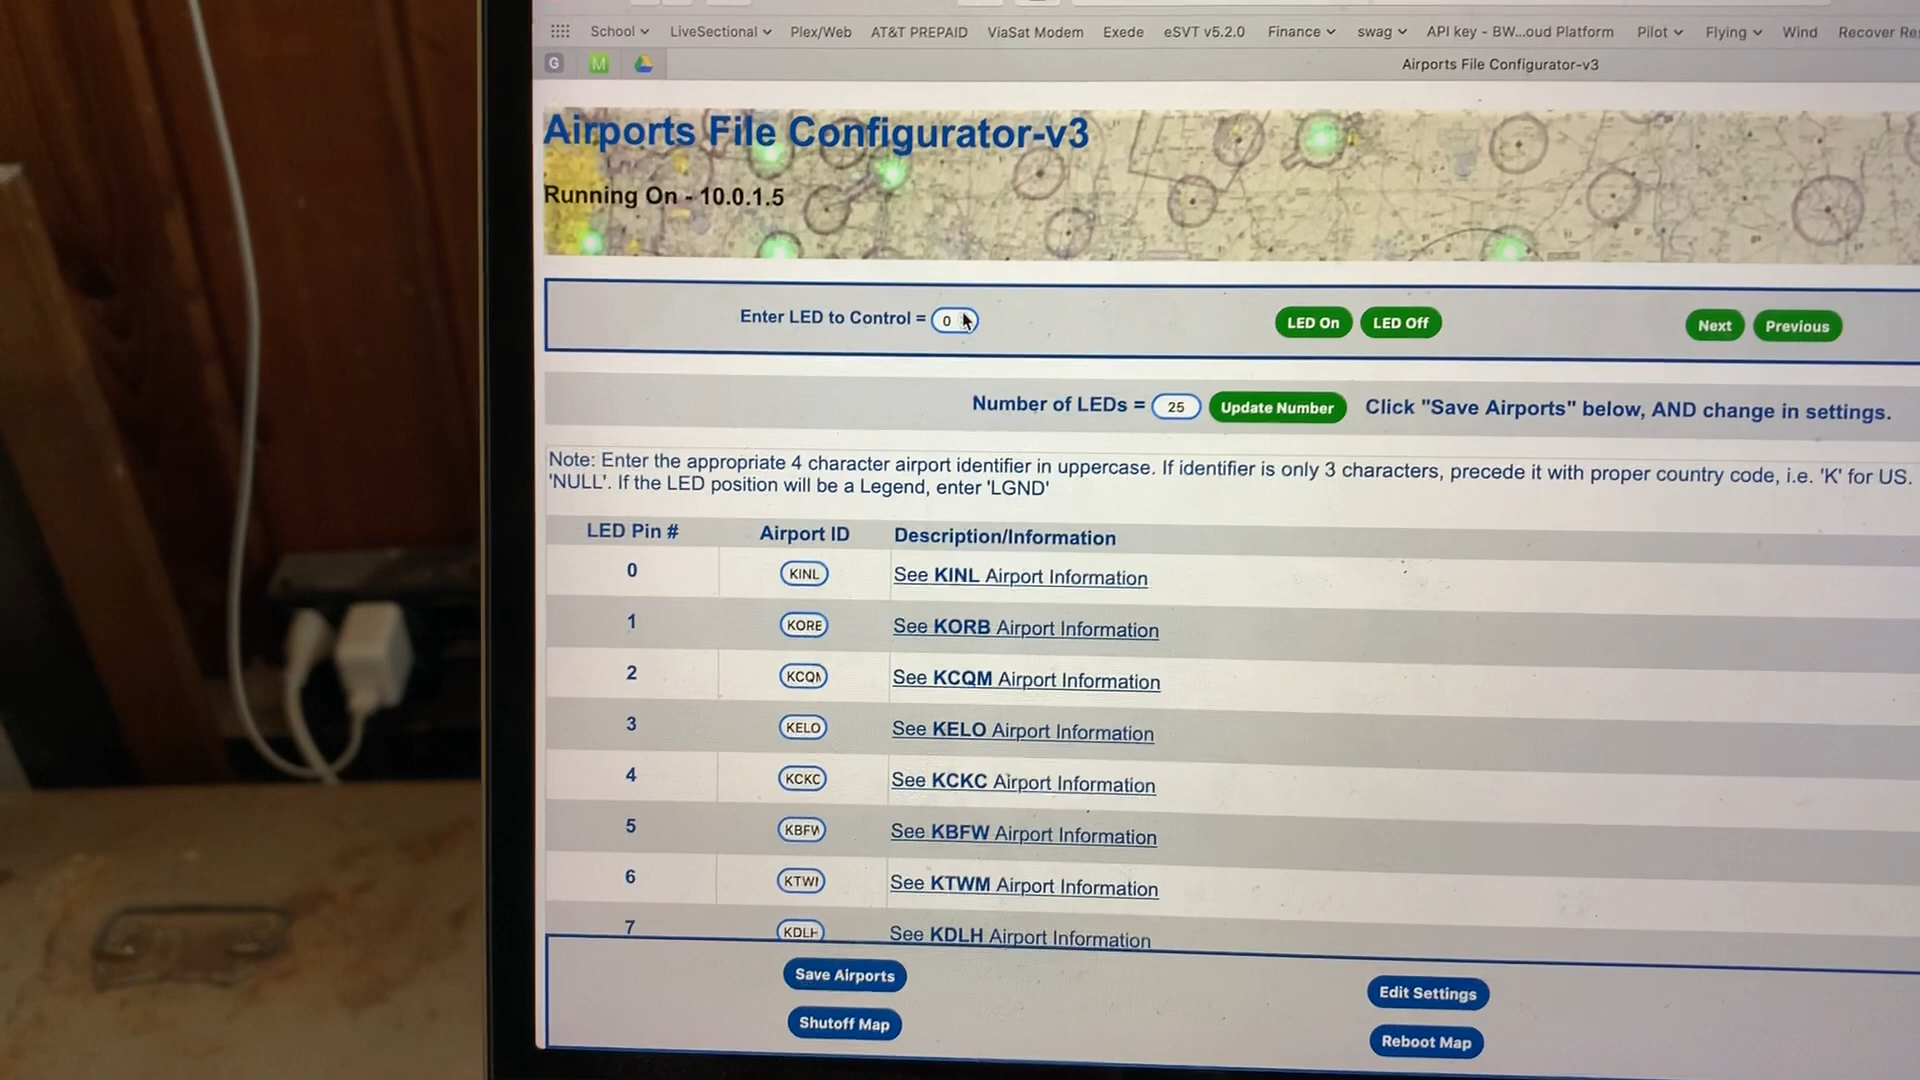 School LiveSectional Plex/Web AT&T PREPAID ViaSat Modem Exede eSVT v5.2.0 Finance swag API key - BW...oud Platform Pilot Flying Wind Recover
G M Airports File Configurator-v3
Airports File Configurator-v3
Running On - 10.0.1.5
Enter LED to Control = 0 LED On LED Off Next Previous
Number of LEDs = 25 Update Number Click "Save Airports" below, AND change in settings.
Note: Enter the appropriate 4 character airport identifier in uppercase. If identifier is only 3 characters, precede it with proper country code, i.e. 'K' for US.
'NULL'. If the LED position will be a Legend, enter 'LGND'
LED Pin # Airport ID Description/Information
0 KINL See KINL Airport Information
1 KORB See KORB Airport Information
2 KCQM See KCQM Airport Information
3 KELO See KELO Airport Information
4 KCKC See KCKC Airport Information
5 KBFW See KBFW Airport Information
6 KTWM See KTWM Airport Information
7 KDLH See KDLH Airport Information
Save Airports Edit Settings
Shutoff Map Reboot Map